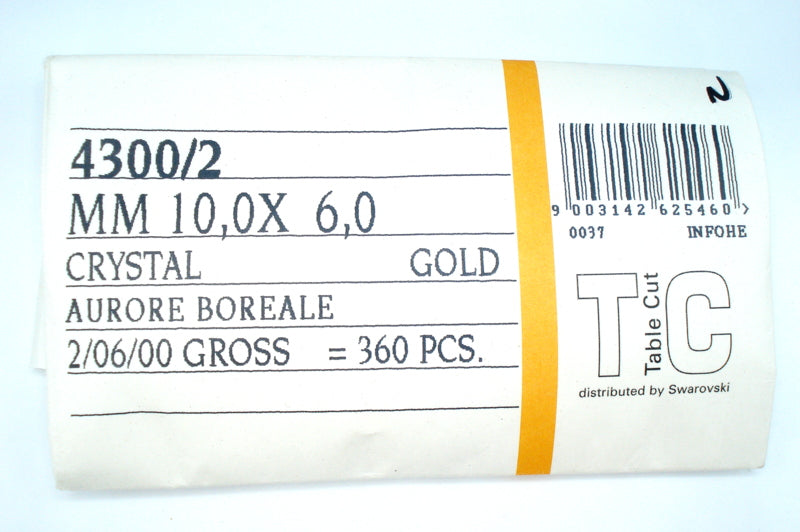 4300/2
MM 10,0X 6,0
CRYSTAL GOLD
AURORE BOREALE
2/06/00 GROSS = 360 PCS.
2
9 003142 625460 >
0037 INFOHE
TC
Table Cut
distributed by Swarovski